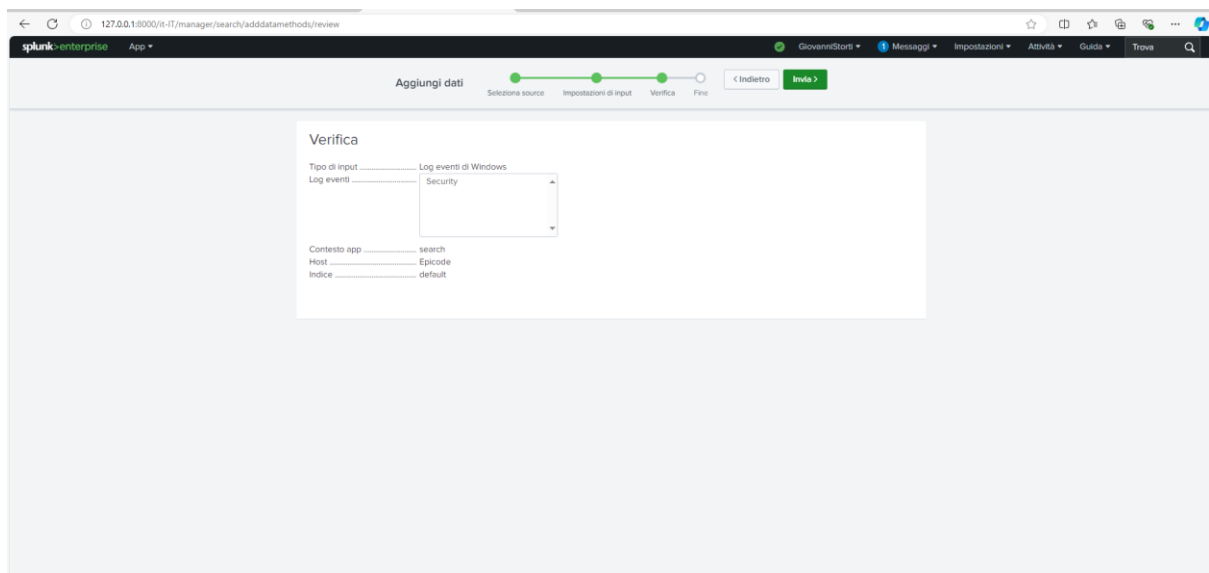 127.0.0.1:8000/it-IT/manager/search/adddatamethods/review
splunk>enterprise App GiovanniStorti 1 Messaggi Impostazioni Attività Guida Trova
Aggiungi dati Seleziona source Impostazioni di input Verifica Fine < Indietro Invia >
Verifica
Tipo di input Log eventi di Windows
Log eventi Security
Contesto app search
Host Epicode
Indice default